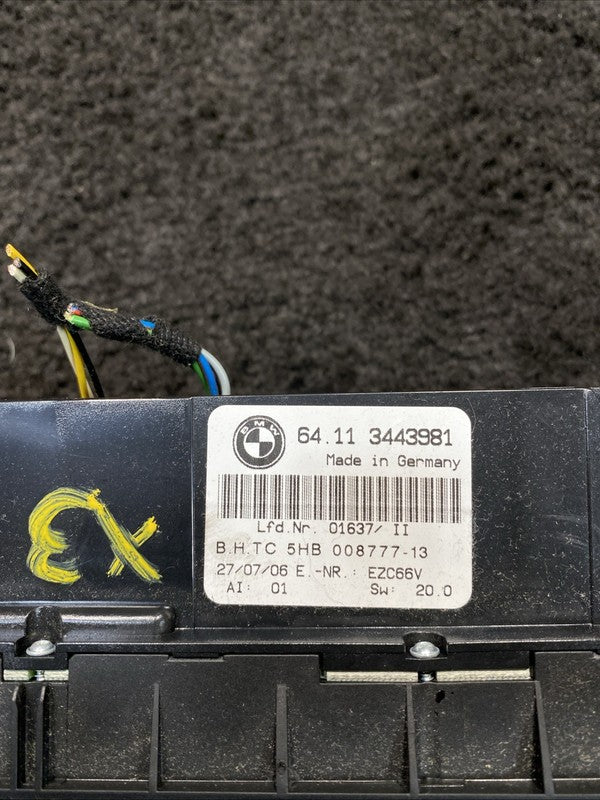 BMW
64.11 3443981
Made in Germany
Lfd.Nr. 01637/ II
B.H.TC 5HB 008777-13
27/07/06 E.-NR.: EZC66V
AI: 01 Sw: 20.0